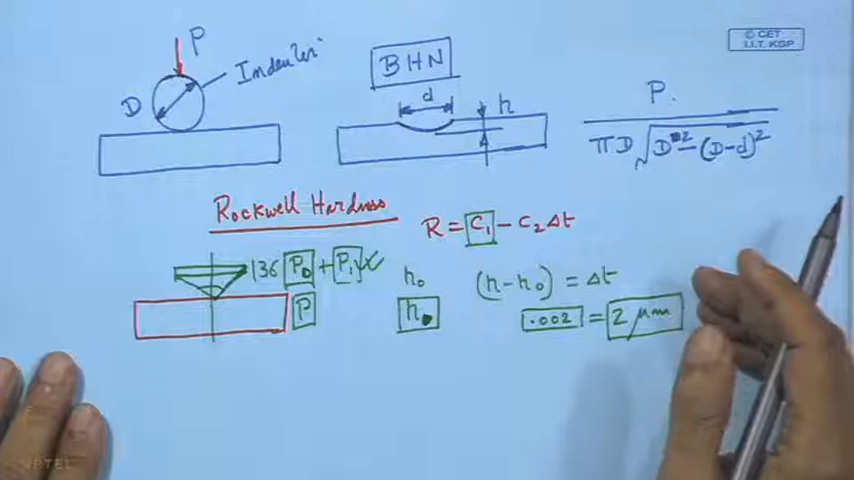 © CET
I.I.T. KGP
P
Indenter
D
BHN
d
h
P.
πD √D²-(D-d)²
Rockwell Hardness
R = C₁ - C₂Δt
136 P₀ + P₁
P
h₀
h
(h-h₀) = Δt
.002 = 2 μm
NPTEL